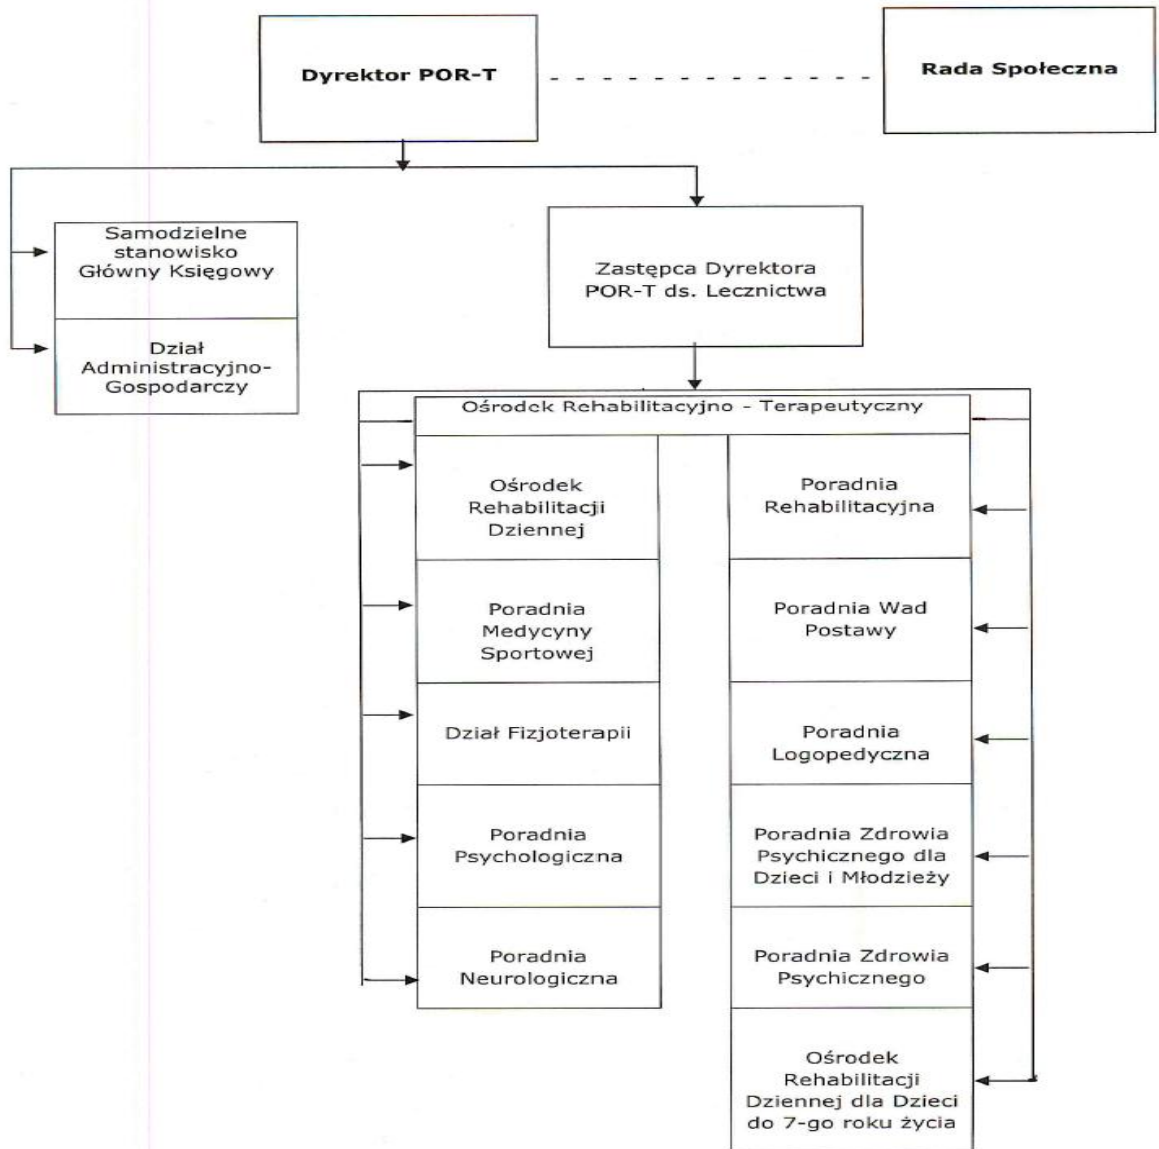 Dyrektor POR-T
Rada Społeczna
Samodzielne
stanowisko
Główny Księgowy
Dział
Administracyjno-
Gospodarczy
Zastępca Dyrektora
POR-T ds. Lecznictwa
Ośrodek Rehabilitacyjno - Terapeutyczny
Ośrodek
Rehabilitacji
Dziennej
Poradnia
Medycyny
Sportowej
Dział Fizjoterapii
Poradnia
Psychologiczna
Poradnia
Neurologiczna
Poradnia
Rehabilitacyjna
Poradnia Wad
Postawy
Poradnia
Logopedyczna
Poradnia Zdrowia
Psychicznego dla
Dzieci i Młodzieży
Poradnia Zdrowia
Psychicznego
Ośrodek
Rehabilitacji
Dziennej dla Dzieci
do 7-go roku życia